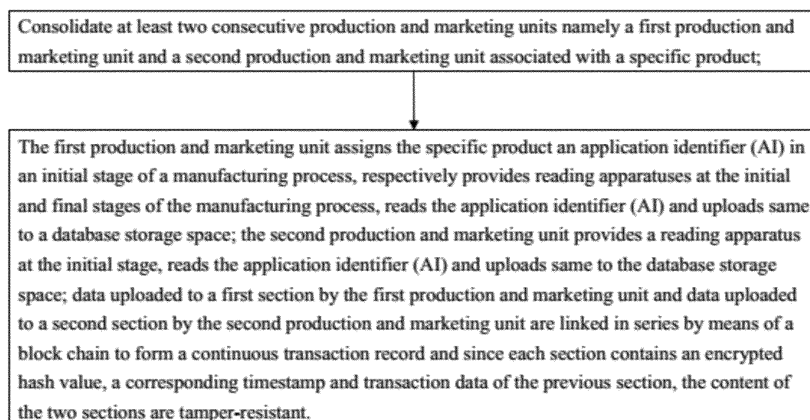 Consolidate at least two consecutive production and marketing units namely a first production and
marketing unit and a second production and marketing unit associated with a specific product;
The first production and marketing unit assigns the specific product an application identifier (AI) in
an initial stage of a manufacturing process, respectively provides reading apparatuses at the initial
and final stages of the manufacturing process, reads the application identifier (AI) and uploads same
to a database storage space; the second production and marketing unit provides a reading apparatus
at the initial stage, reads the application identifier (AI) and uploads same to the database storage
space; data uploaded to a first section by the first production and marketing unit and data uploaded
to a second section by the second production and marketing unit are linked in series by means of a
block chain to form a continuous transaction record and since each section contains an encrypted
hash value, a corresponding timestamp and transaction data of the previous section, the content of
the two sections are tamper-resistant.